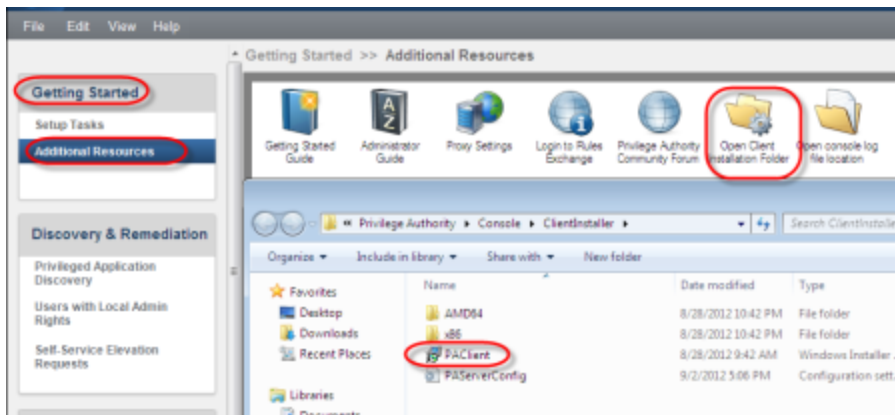 File Edit View Help
Getting Started >> Additional Resources
Getting Started
Setup Tasks
Additional Resources
Getting Started Guide
Administrator Guide
Proxy Settings
Login to Rules Exchange
Privilege Authority Community Forum
Open Client Installation Folder
Open console log file location
Discovery & Remediation
Privileged Application Discovery
Users with Local Admin Rights
Self-Service Elevation Requests
« Privilege Authority Console ClientInstaller
Search ClientInstalle
Organize Include in library Share with New folder
Name Date modified Type
Favorites
Desktop
Downloads
Recent Places
Libraries
Documents
AMD64 8/28/2012 10:42 PM File folder
x86 8/28/2012 10:42 PM File folder
PAClient 8/28/2012 9:42 AM Windows Installer
PAServerConfig 9/2/2012 5:06 PM Configuration sett